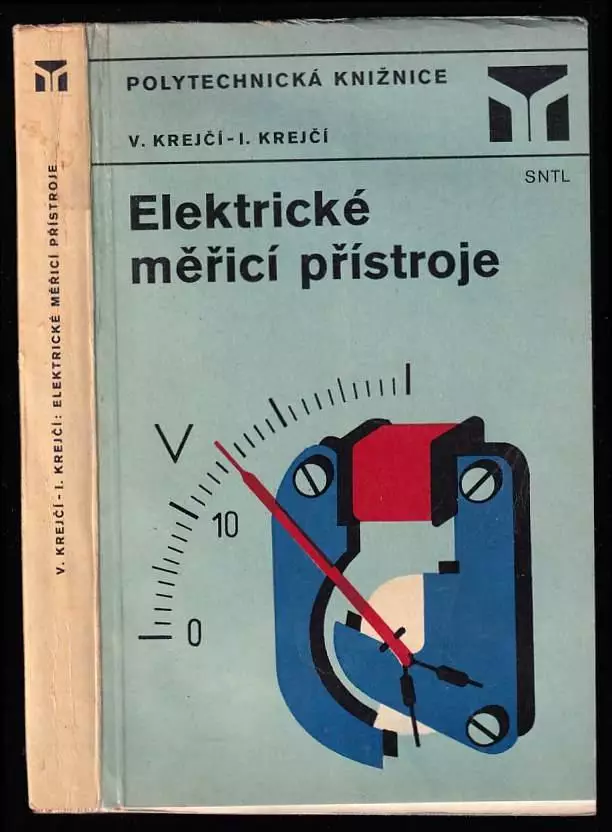 POLYTECHNICKÁ KNIŽNICE
V. KREJČÍ-I. KREJČÍ
SNTL
Elektrické
měřicí přístroje
V
10
0
V. KREJČÍ-I. KREJČÍ: ELEKTRICKÉ MĚŘICÍ PŘÍSTROJE